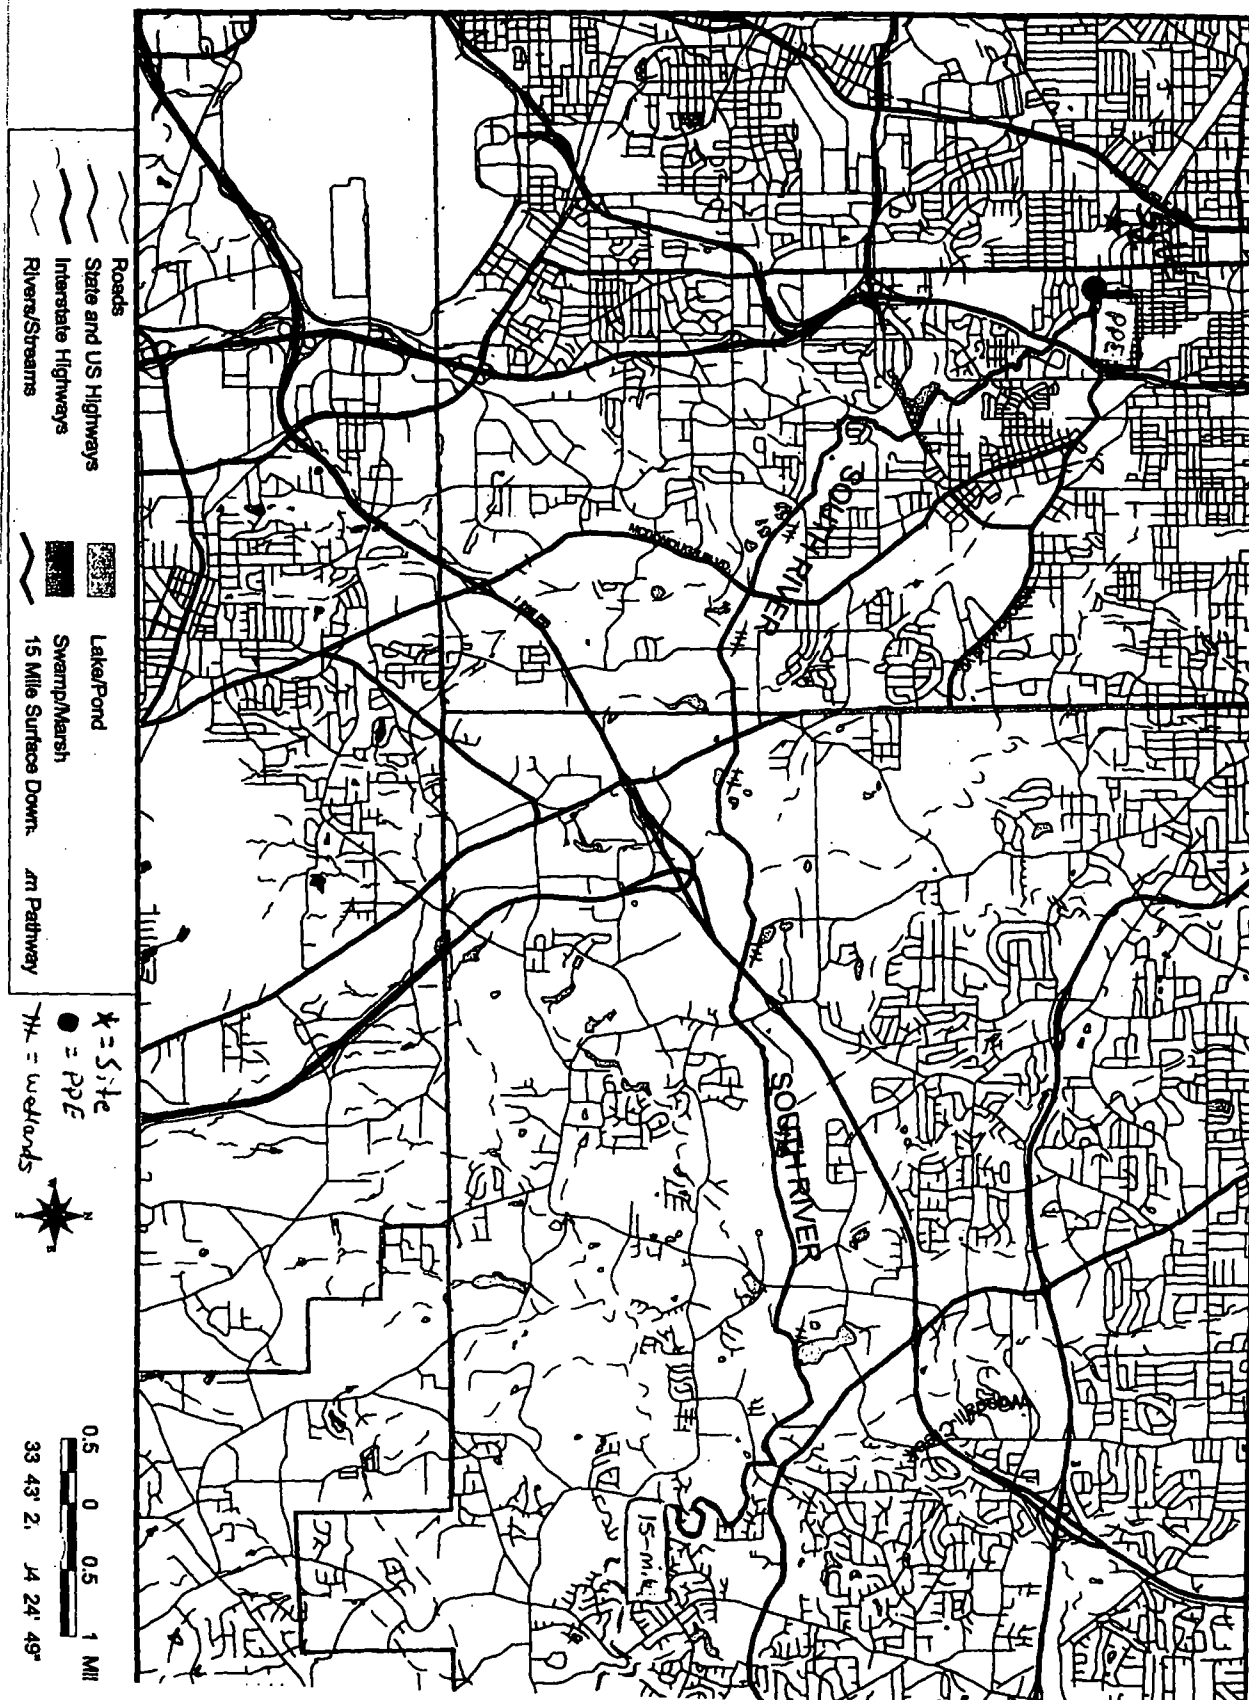 PPE
SOUTH RIVER
SOUTH RIVER
15-mile
Roads
State and US Highways
Interstate Highways
Rivers/Streams
Lake/Pond
Swamp/Marsh
15 Mile Surface Down
m Pathway
* = Site
● = PPE
= wetlands
N
E
S
0.5 0 0.5 1 Mil
33 43' 2.
24' 49"